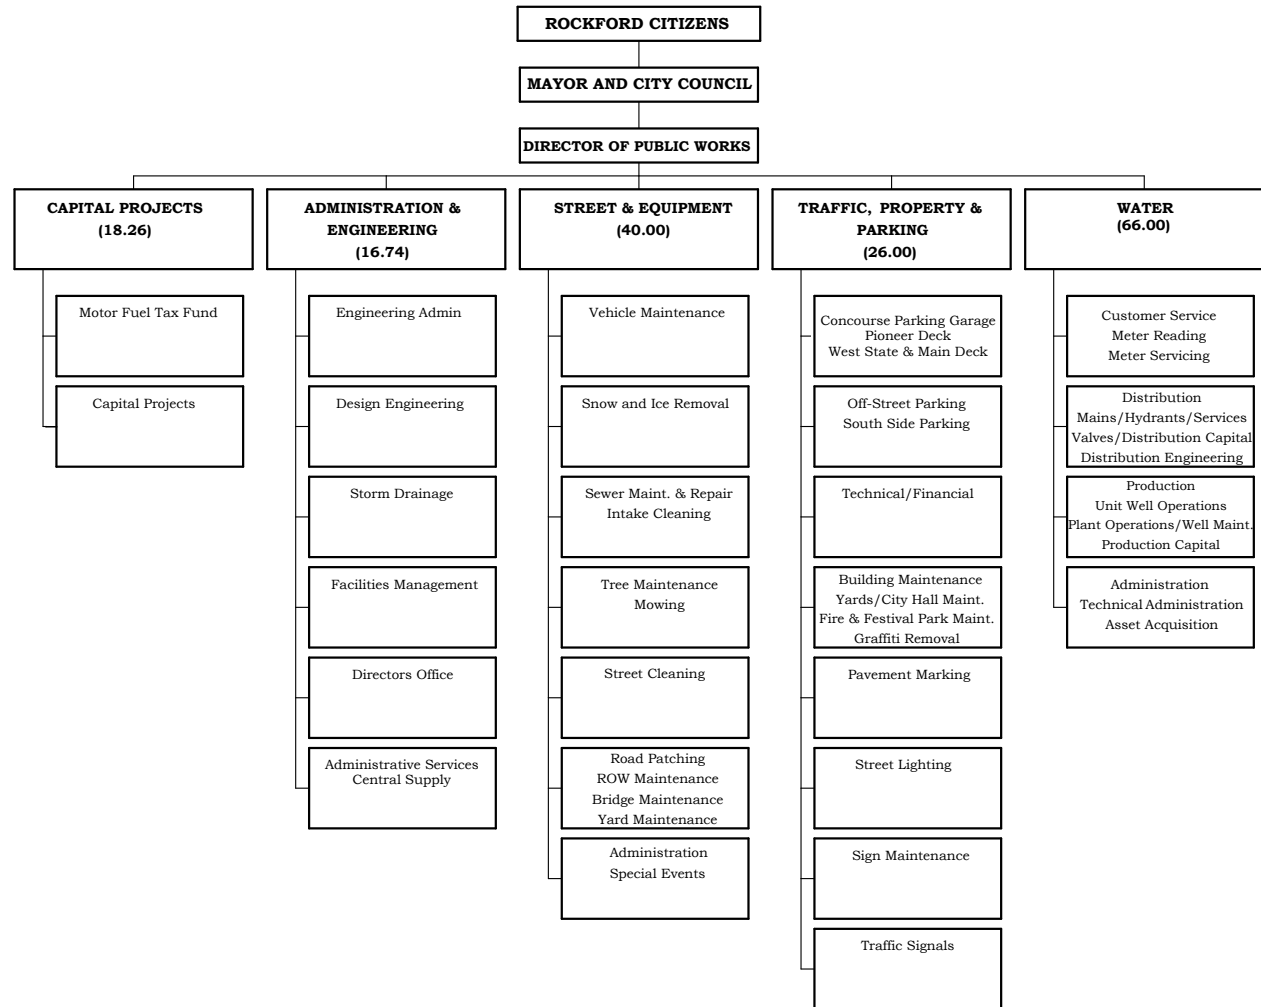 ROCKFORD CITIZENS
MAYOR AND CITY COUNCIL
DIRECTOR OF PUBLIC WORKS
CAPITAL PROJECTS
(18.26)
Motor Fuel Tax Fund
Capital Projects
ADMINISTRATION &
ENGINEERING
(16.74)
Engineering Admin
Design Engineering
Storm Drainage
Facilities Management
Directors Office
Administrative Services
Central Supply
STREET & EQUIPMENT
(40.00)
Vehicle Maintenance
Snow and Ice Removal
Sewer Maint. & Repair
Intake Cleaning
Tree Maintenance
Mowing
Street Cleaning
Road Patching
ROW Maintenance
Bridge Maintenance
Yard Maintenance
Administration
Special Events
TRAFFIC, PROPERTY &
PARKING
(26.00)
Concourse Parking Garage
Pioneer Deck
West State & Main Deck
Off-Street Parking
South Side Parking
Technical/Financial
Building Maintenance
Yards/City Hall Maint.
Fire & Festival Park Maint.
Graffiti Removal
Pavement Marking
Street Lighting
Sign Maintenance
Traffic Signals
WATER
(66.00)
Customer Service
Meter Reading
Meter Servicing
Distribution
Mains/Hydrants/Services
Valves/Distribution Capital
Distribution Engineering
Production
Unit Well Operations
Plant Operations/Well Maint.
Production Capital
Administration
Technical Administration
Asset Acquisition